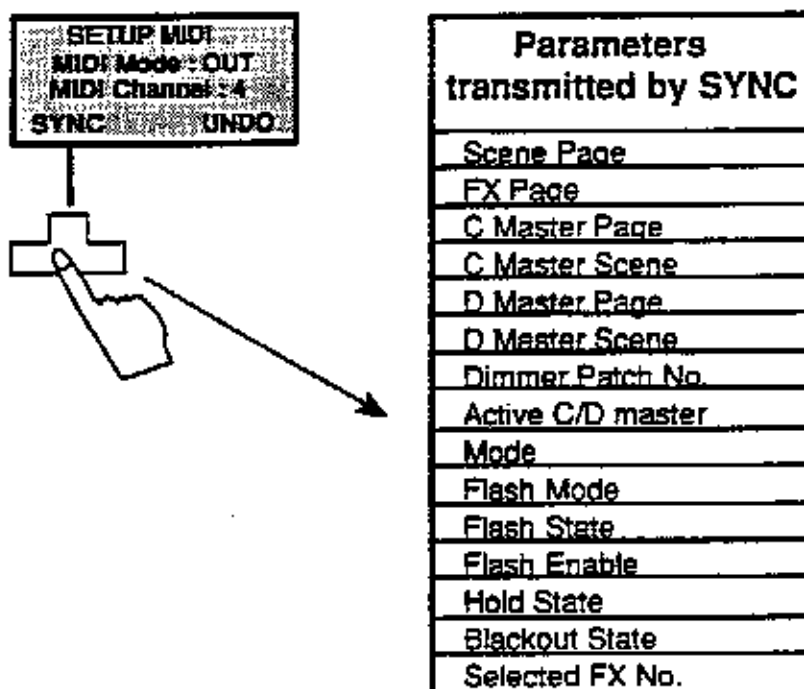 SETUP MIDI
MIDI Mode : OUT
MIDI Channel : 4
SYNC UNDO
Parameters
transmitted by SYNC
Scene Page
FX Page
C Master Page
C Master Scene
D Master Page
D Master Scene
Dimmer Patch No.
Active C/D master
Mode
Flash Mode
Flash State
Flash Enable
Hold State
Blackout State
Selected FX No.